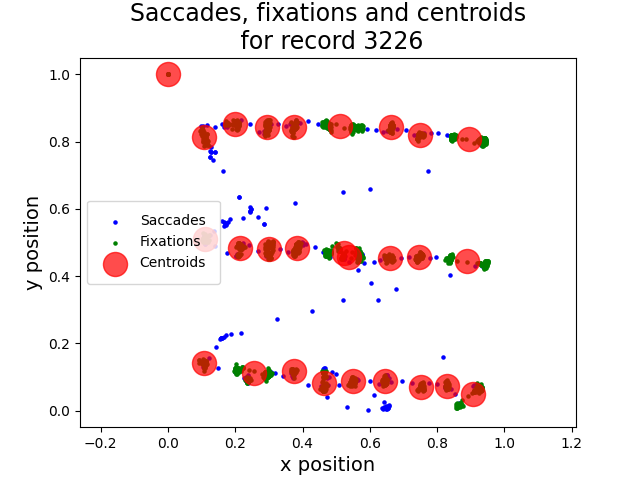 Saccades, fixations and centroids
for record 3226
1.0
0.8
0.6
0.4
0.2
0.0
y position
Saccades
Fixations
Centroids
−0.2 0.0 0.2 0.4 0.6 0.8 1.0 1.2
x position